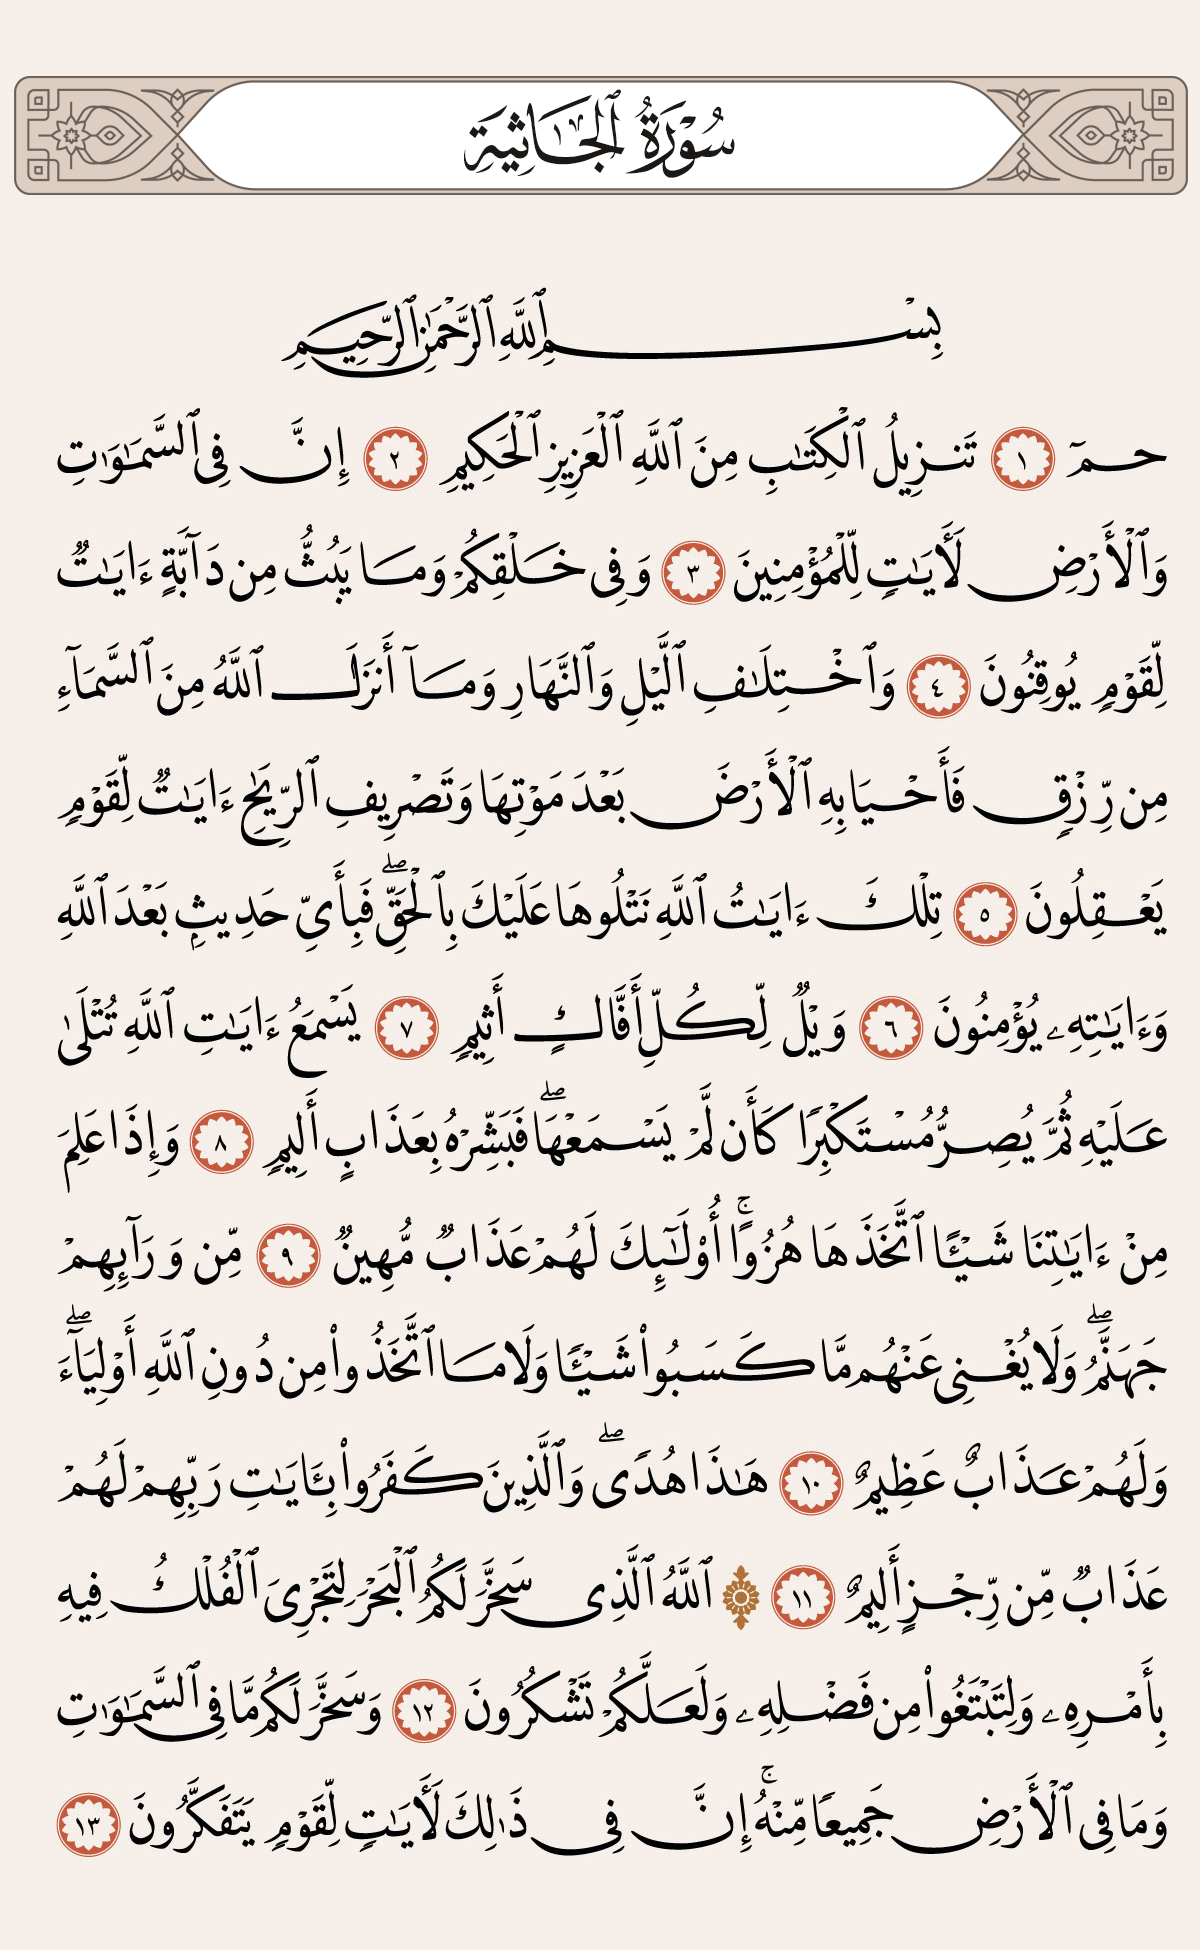 سُورَةُ ٱلْجَاثِيَةِ
بِسْمِ ٱللَّهِ ٱلرَّحْمَٰنِ ٱلرَّحِيمِ
حمٓ ١ تَنزِيلُ ٱلْكِتَٰبِ مِنَ ٱللَّهِ ٱلْعَزِيزِ ٱلْحَكِيمِ ٢ إِنَّ فِى ٱلسَّمَٰوَٰتِ
وَٱلْأَرْضِ لَأَيَٰتٍ لِّلْمُؤْمِنِينَ ٣ وَفِى خَلْقِكُمْ وَمَا يَبُثُّ مِن دَآبَّةٍ ءَايَٰتٌ
لِّقَوْمٍ يُوقِنُونَ ٤ وَٱخْتِلَٰفِ ٱلَّيْلِ وَٱلنَّهَارِ وَمَآ أَنزَلَ ٱللَّهُ مِنَ ٱلسَّمَآءِ
مِن رِّزْقٍ فَأَحْيَا بِهِ ٱلْأَرْضَ بَعْدَ مَوْتِهَا وَتَصْرِيفِ ٱلرِّيَٰحِ ءَايَٰتٌ لِّقَوْمٍ
يَعْقِلُونَ ٥ تِلْكَ ءَايَٰتُ ٱللَّهِ نَتْلُوهَا عَلَيْكَ بِٱلْحَقِّۖ فَبِأَىِّ حَدِيثٍ بَعْدَ ٱللَّهِ
وَءَايَٰتِهِۦ يُؤْمِنُونَ ٦ وَيْلٌ لِّكُلِّ أَفَّاكٍ أَثِيمٍ ٧ يَسْمَعُ ءَايَٰتِ ٱللَّهِ تُتْلَىٰ
عَلَيْهِ ثُمَّ يُصِرُّ مُسْتَكْبِرًا كَأَن لَّمْ يَسْمَعْهَاۖ فَبَشِّرْهُ بِعَذَابٍ أَلِيمٍ ٨ وَإِذَا عَلِمَ
مِنْ ءَايَٰتِنَا شَيْـًٔا ٱتَّخَذَهَا هُزُوًاۚ أُوْلَٰٓئِكَ لَهُمْ عَذَابٌ مُّهِينٌ ٩ مِّن وَرَآئِهِمْ
جَهَنَّمُۖ وَلَا يُغْنِى عَنْهُم مَّا كَسَبُوا۟ شَيْـًٔا وَلَا مَا ٱتَّخَذُوا۟ مِن دُونِ ٱللَّهِ أَوْلِيَآءَۖ
وَلَهُمْ عَذَابٌ عَظِيمٌ ١٠ هَٰذَا هُدًىۖ وَٱلَّذِينَ كَفَرُوا۟ بِـَٔايَٰتِ رَبِّهِمْ لَهُمْ
عَذَابٌ مِّن رِّجْزٍ أَلِيمٌ ١١ ۞ ٱللَّهُ ٱلَّذِى سَخَّرَ لَكُمُ ٱلْبَحْرَ لِتَجْرِىَ ٱلْفُلْكُ فِيهِ
بِأَمْرِهِۦ وَلِتَبْتَغُوا۟ مِن فَضْلِهِۦ وَلَعَلَّكُمْ تَشْكُرُونَ ١٢ وَسَخَّرَ لَكُم مَّا فِى ٱلسَّمَٰوَٰتِ
وَمَا فِى ٱلْأَرْضِ جَمِيعًا مِّنْهُۚ إِنَّ فِى ذَٰلِكَ لَأَيَٰتٍ لِّقَوْمٍ يَتَفَكَّرُونَ ١٣